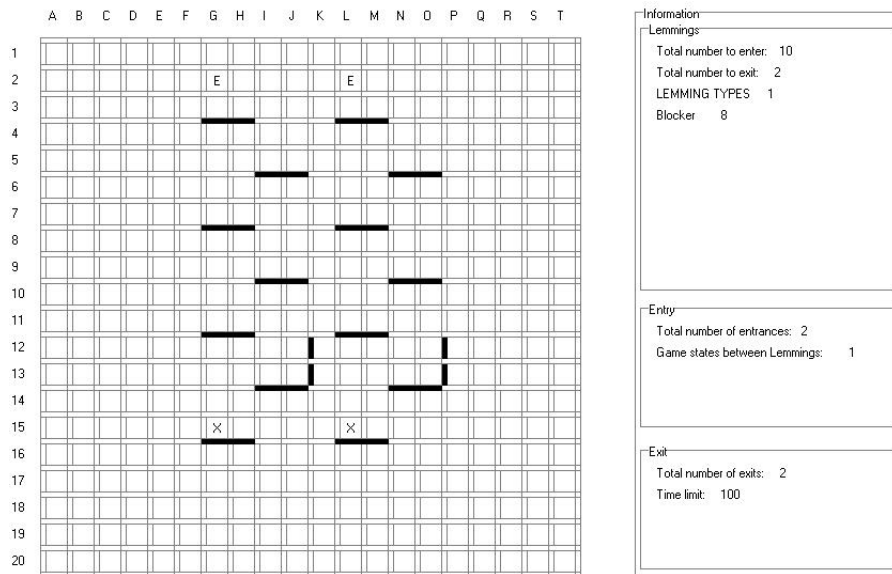 A B C D E F G H I J K L M N O P Q R S T
1
2 E E
3
4
5
6
7
8
9
10
11
12
13
14
15 X X
16
17
18
19
20
Information
Lemmings
Total number to enter: 10
Total number to exit: 2
LEMMING TYPES 1
Blocker 8
Entry
Total number of entrances: 2
Game states between Lemmings: 1
Exit
Total number of exits: 2
Time limit: 100